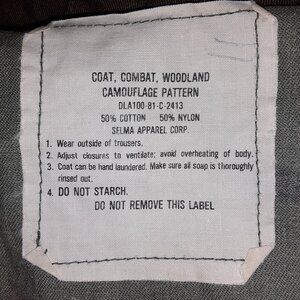 COAT, COMBAT, WOODLAND
CAMOUFLAGE PATTERN
DLA100-81-C-2413
50% COTTON 50% NYLON
SELMA APPAREL CORP.
1. Wear outside of trousers.
2. Adjust closures to ventilate; avoid overheating of body.
3. Coat can be hand laundered. Make sure all soap is thoroughly
rinsed out.
4. DO NOT STARCH.
DO NOT REMOVE THIS LABEL